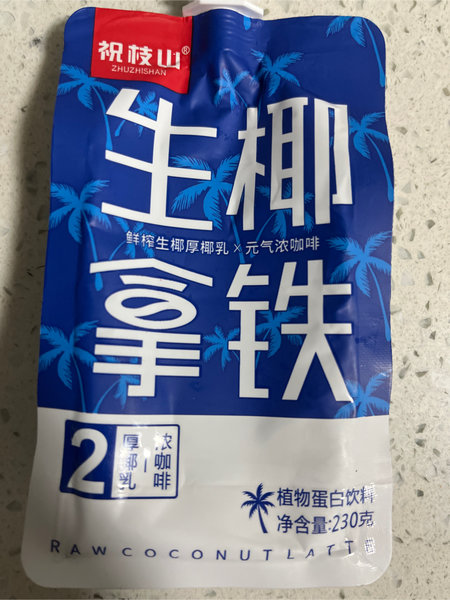 祝枝山®
ZHUZHISHAN
生椰
鲜榨生椰厚椰乳×元气浓咖啡
拿铁
2 厚椰乳 浓咖啡
植物蛋白饮料
净含量:230克
RAWCOCONUTLATTE